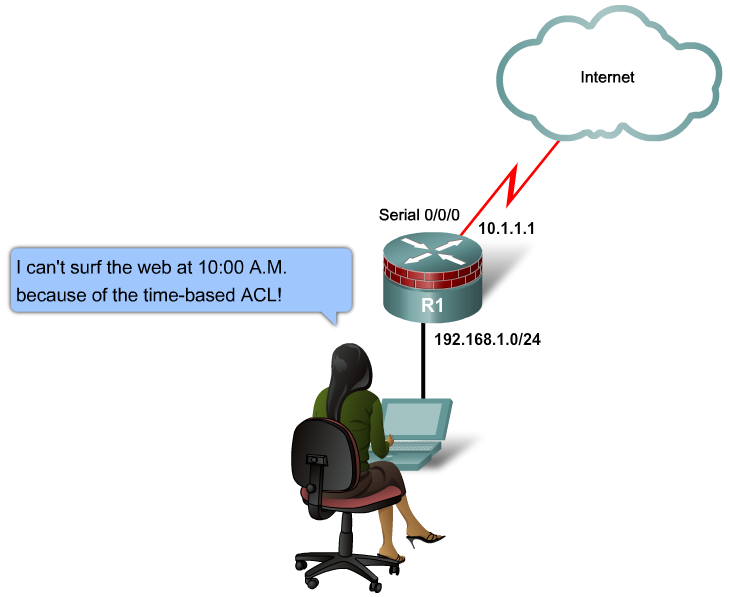 Internet
Serial 0/0/0
10.1.1.1
I can't surf the web at 10:00 A.M.
because of the time-based ACL!
R1
192.168.1.0/24